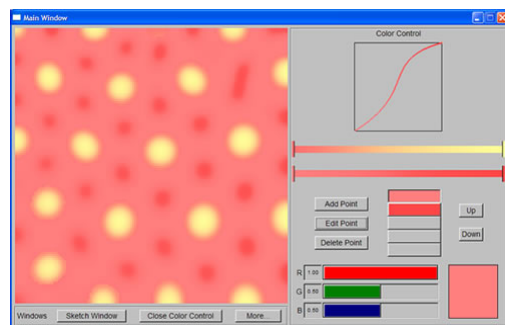 Main Window
Color Control
Add Point
Edit Point
Delete Point
Up
Down
R 1.00
G 0.50
B 0.50
Windows Sketch Window Close Color Control More...